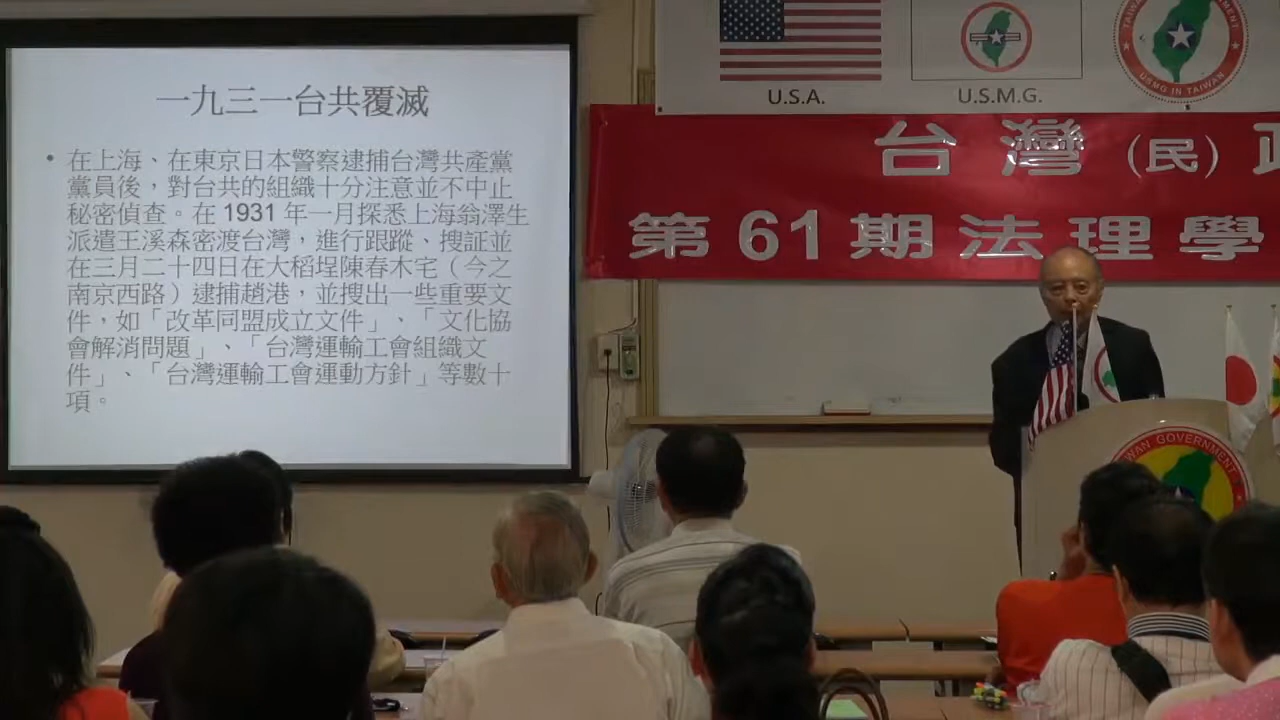 一九三一台共覆滅
• 在上海、在東京日本警察逮捕台灣共產黨
黨員後，對台共的組織十分注意並不中止
秘密偵查。在 1931 年一月探悉上海翁澤生
派遣王溪森密渡台灣，進行跟蹤、搜証並
在三月二十四日在大稻埕陳春木宅（今之
南京西路）逮捕趙港，並搜出一些重要文
件，如「改革同盟成立文件」、「文化協
會解消問題」、「台灣運輸工會組織文
件」、「台灣運輸工會運動方針」等數十
項。
U.S.A.
U.S.M.G.
USMG IN TAIWAN
台灣（民）政
第61期法理學
TAIWAN GOVERNMENT